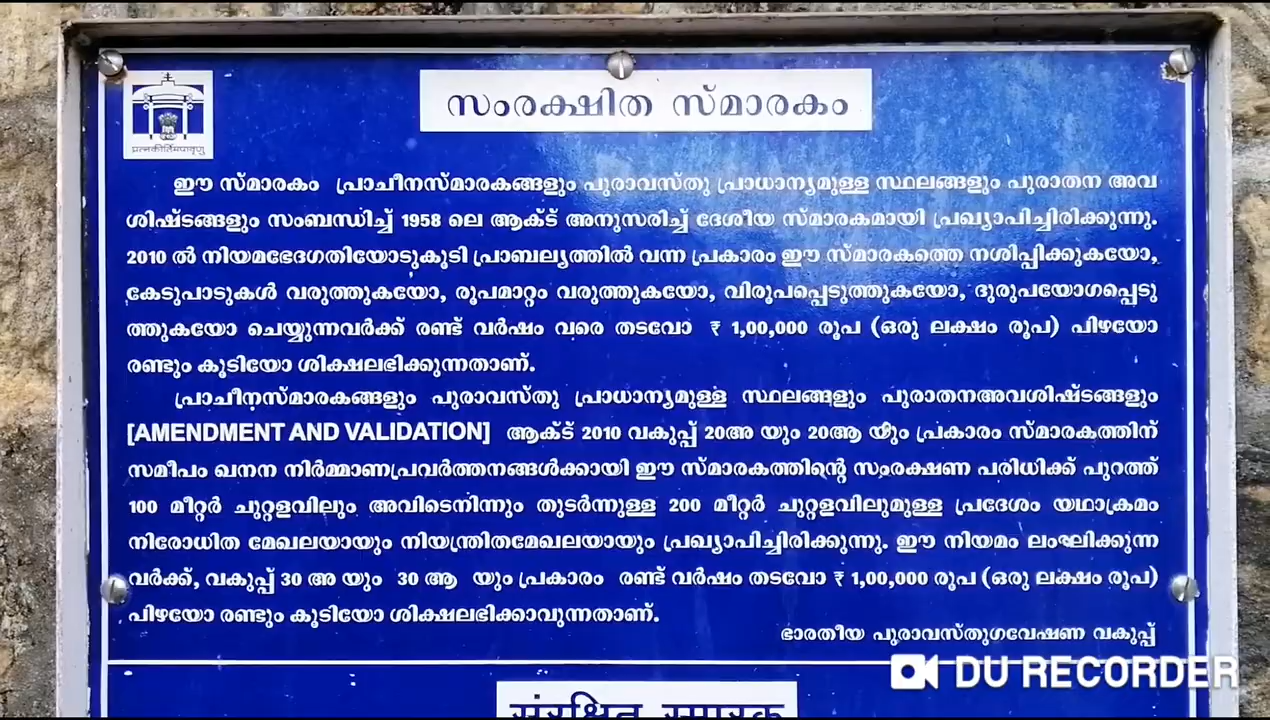 സംരക്ഷിത സ്മാരകം
प्रत्नकीर्तिमपावृणु
ഈ സ്മാരകം പ്രാചീനസ്മാരകങ്ങളും പുരാവസ്തു പ്രാധാന്യമുള്ള സ്ഥലങ്ങളും പുരാതന അവ
ശിഷ്ടങ്ങളും സംബന്ധിച്ച് 1958 ലെ ആക്ട് അനുസരിച്ച് ദേശീയ സ്മാരകമായി പ്രഖ്യാപിച്ചിരിക്കുന്നു.
2010 ൽ നിയമഭേദഗതിയോടുകൂടി പ്രാബല്യത്തിൽ വന്ന പ്രകാരം ഈ സ്മാരകത്തെ നശിപ്പിക്കുകയോ,
കേടുപാടുകൾ വരുത്തുകയോ, രൂപമാറ്റം വരുത്തുകയോ, വിരൂപപ്പെടുത്തുകയോ, ദുരുപയോഗപ്പെടു
ത്തുകയോ ചെയ്യുന്നവർക്ക് രണ്ട് വർഷം വരെ തടവോ ₹ 1,00,000 രൂപ (ഒരു ലക്ഷം രൂപ) പിഴയോ
രണ്ടും കൂടിയോ ശിക്ഷലഭിക്കുന്നതാണ്.
പ്രാചീനസ്മാരകങ്ങളും പുരാവസ്തു പ്രാധാന്യമുള്ള സ്ഥലങ്ങളും പുരാതനഅവശിഷ്ടങ്ങളും
[AMENDMENT AND VALIDATION] ആക്ട് 2010 വകുപ്പ് 20അ യും 20ആ യും പ്രകാരം സ്മാരകത്തിന്
സമീപം ഖനന നിർമ്മാണപ്രവർത്തനങ്ങൾക്കായി ഈ സ്മാരകത്തിന്റെ സംരക്ഷണ പരിധിക്ക് പുറത്ത്
100 മീറ്റർ ചുറ്റളവിലും അവിടെനിന്നും തുടർന്നുള്ള 200 മീറ്റർ ചുറ്റളവിലുമുള്ള പ്രദേശം യഥാക്രമം
നിരോധിത മേഖലയായും നിയന്ത്രിതമേഖലയായും പ്രഖ്യാപിച്ചിരിക്കുന്നു. ഈ നിയമം ലംഘിക്കുന്ന
വർക്ക്, വകുപ്പ് 30 അ യും 30 ആ യും പ്രകാരം രണ്ട് വർഷം തടവോ ₹ 1,00,000 രൂപ (ഒരു ലക്ഷം രൂപ)
പിഴയോ രണ്ടും കൂടിയോ ശിക്ഷലഭിക്കാവുന്നതാണ്.
ഭാരതീയ പുരാവസ്തുഗവേഷണ വകുപ്പ്
DU RECORDER
संरक्षित स्मारक